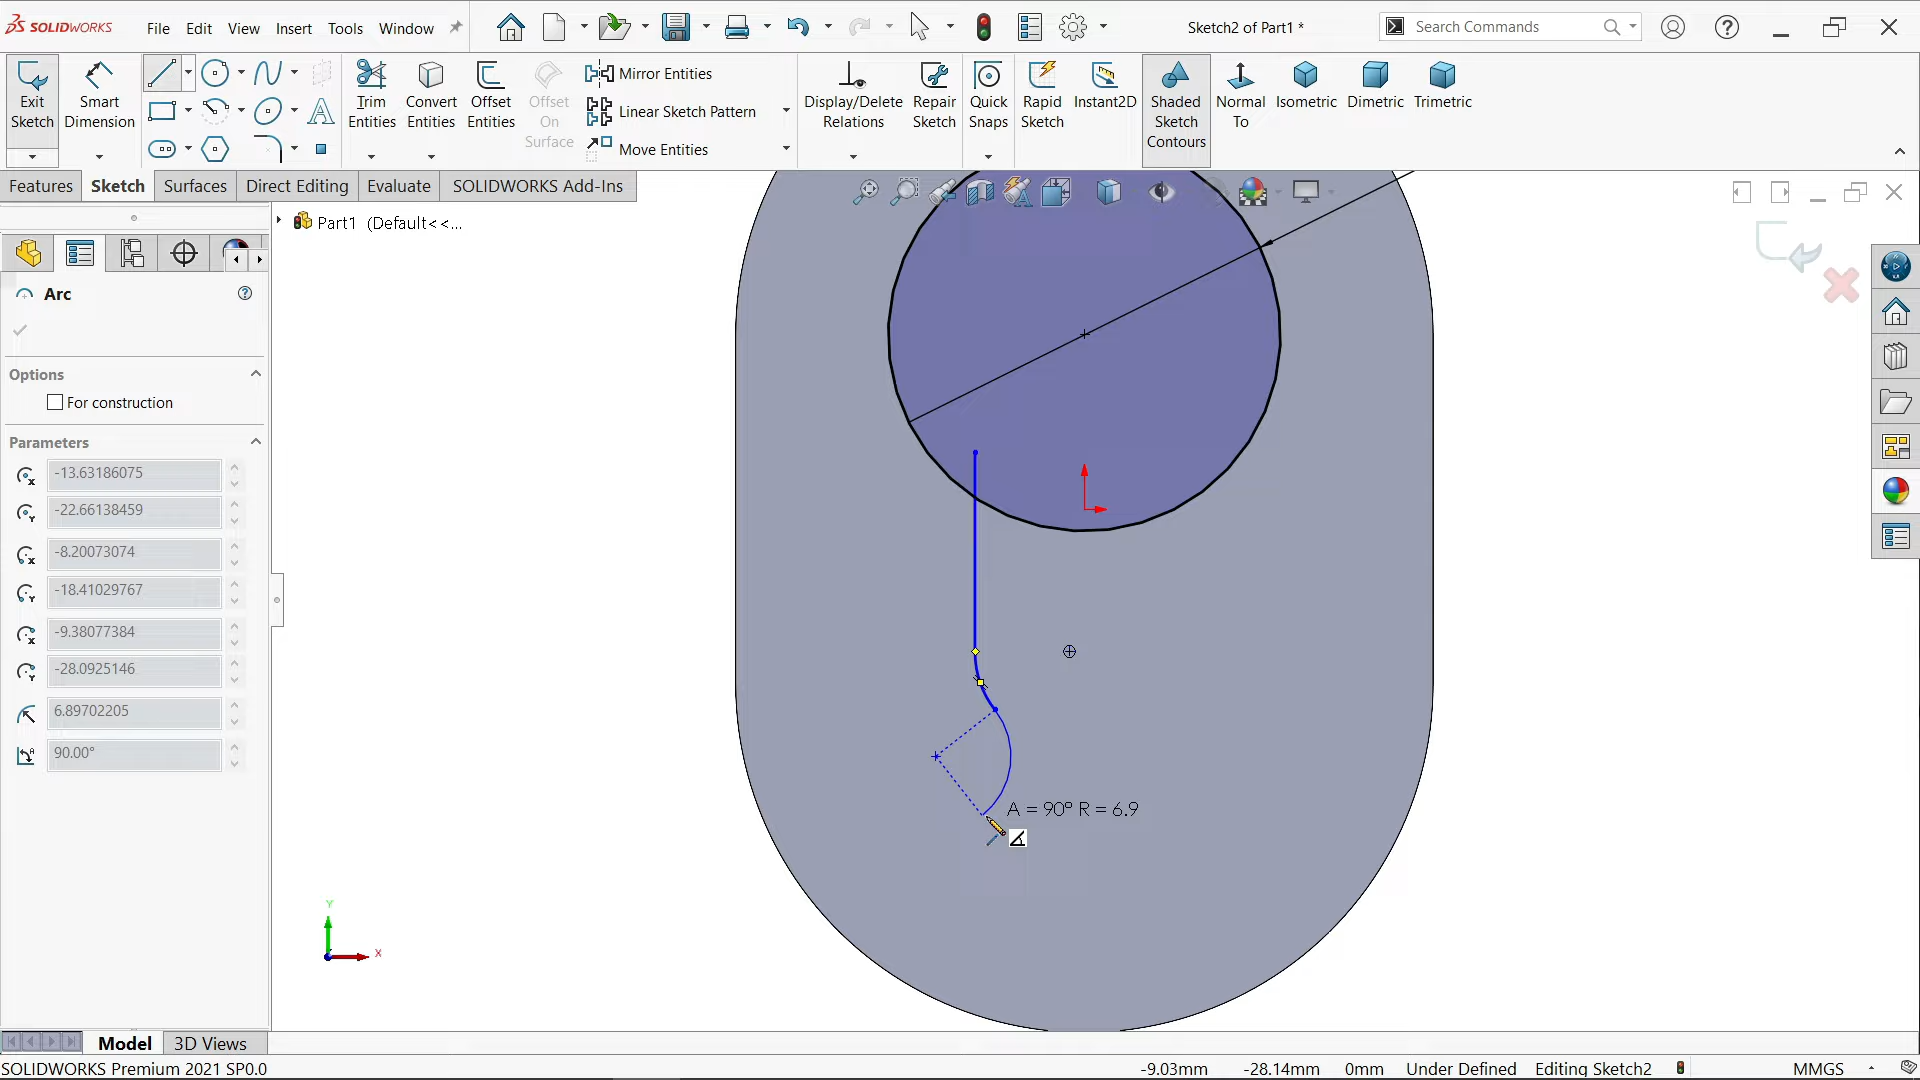 SOLIDWORKS File Edit View Insert Tools Window Sketch2 of Part1 * Search Commands
Exit Sketch
Smart Dimension
Trim Entities
Convert Entities
Offset Entities
Offset On Surface
Mirror Entities
Linear Sketch Pattern
Move Entities
Display/Delete Relations
Repair Sketch
Quick Snaps
Rapid Sketch
Instant2D
Shaded Sketch Contours
Normal To
Isometric
Dimetric
Trimetric
Features Sketch Surfaces Direct Editing Evaluate SOLIDWORKS Add-Ins
Part1 (Default<<...
Arc
Options
For construction
Parameters
-13.63186075
-22.66138459
-8.20073074
-18.41029767
-9.38077384
-28.0925146
6.89702205
90.00°
A = 90° R = 6.9
Y
X
Model 3D Views
SOLIDWORKS Premium 2021 SP0.0 -9.03mm -28.14mm 0mm Under Defined Editing Sketch2 MMGS